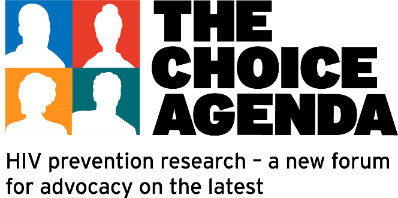 THE
CHOICE
AGENDA
HIV prevention research – a new forum
for advocacy on the latest